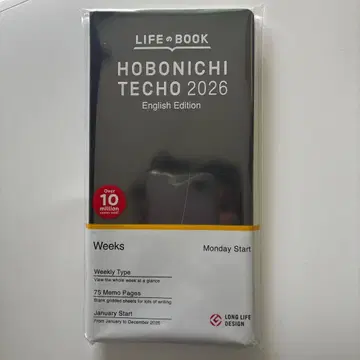 LIFE BOOK
HOBONICHI
TECHO 2026
English Edition
Over
10
million
Weeks
Monday Start
Weekly Type
View the whole week at a glance
75 Memo Pages
Blank gridded sheets for lots of writing
January Start
From January to December 2026
LONG LIFE
DESIGN